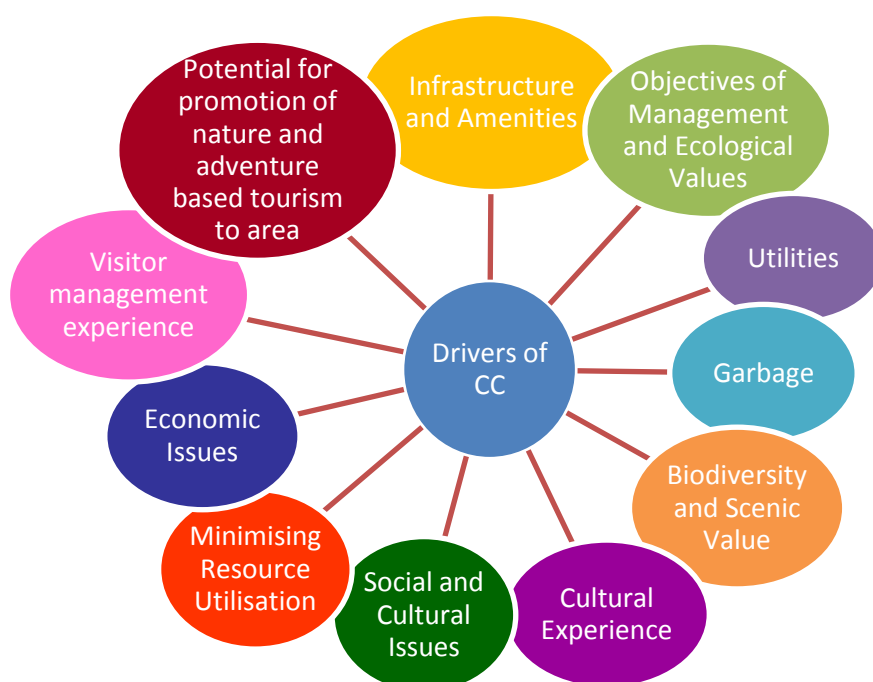 Potential for
promotion of
nature and
adventure
based tourism
to area
Infrastructure
and Amenities
Objectives of
Management
and Ecological
Values
Utilities
Garbage
Biodiversity
and Scenic
Value
Cultural
Experience
Social and
Cultural
Issues
Minimising
Resource
Utilisation
Economic
Issues
Visitor
management
experience
Drivers of
CC